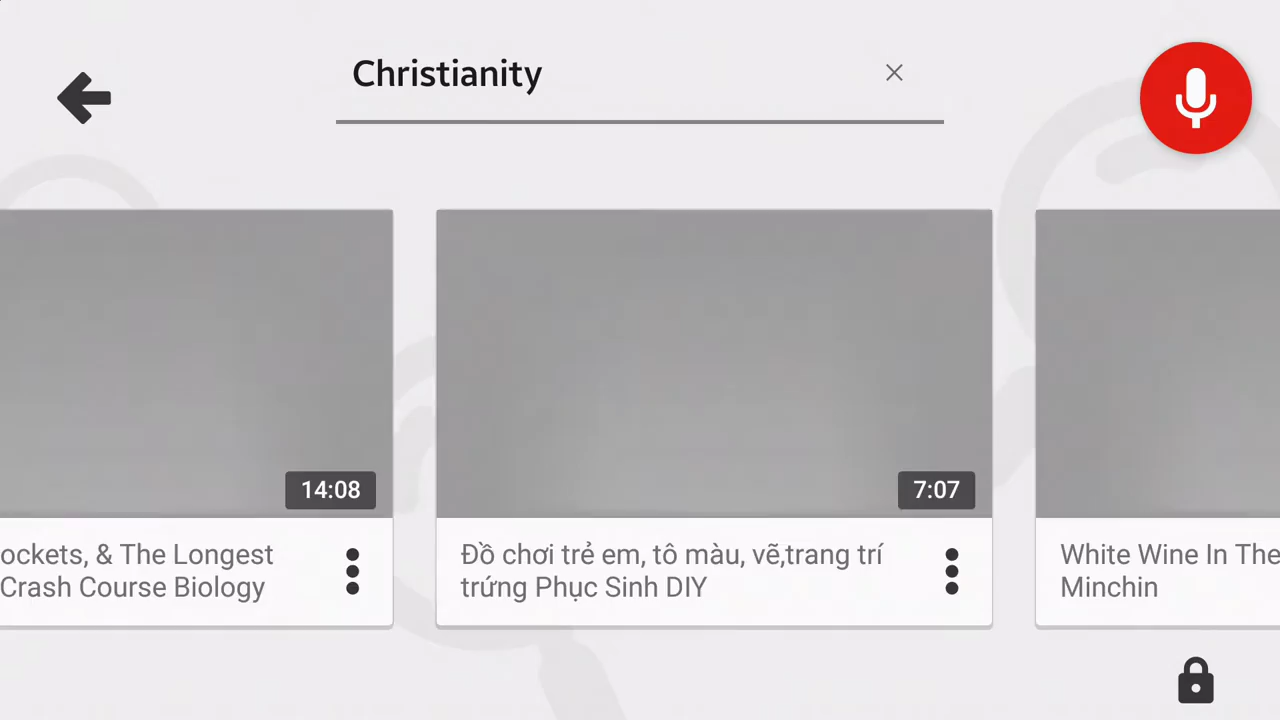 Christianity
14:08
7:07
ockets, & The Longest
Crash Course Biology
Đồ chơi trẻ em, tô màu, vẽ,trang trí
trứng Phục Sinh DIY
White Wine In The
Minchin